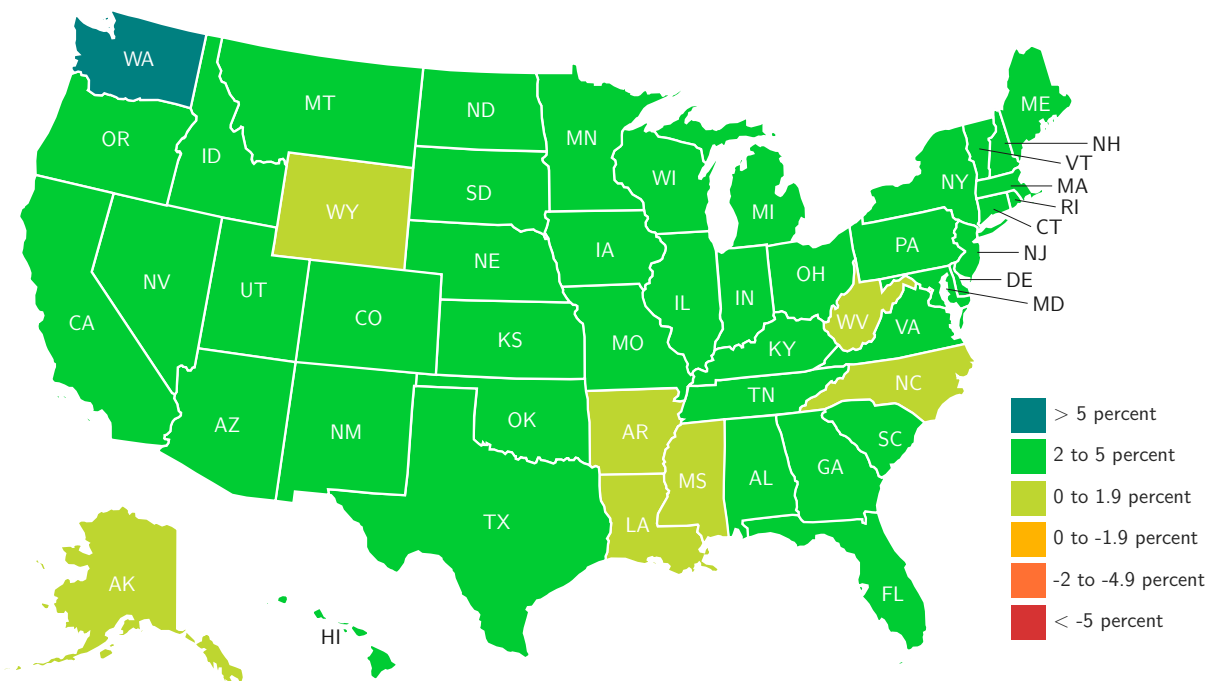 WA
MT
ND
ME
OR
ID
MN
NH
VT
SD
WI
NY
MA
WY
MI
RI
CT
PA
IA
NJ
NE
OH
NV
UT
DE
IN
IL
MD
CA
CO
WV
VA
KS
MO
KY
NC
TN
> 5 percent
AZ
NM
OK
AR
SC
2 to 5 percent
GA
MS
AL
0 to 1.9 percent
TX
LA
0 to -1.9 percent
AK
FL
-2 to -4.9 percent
HI
< -5 percent